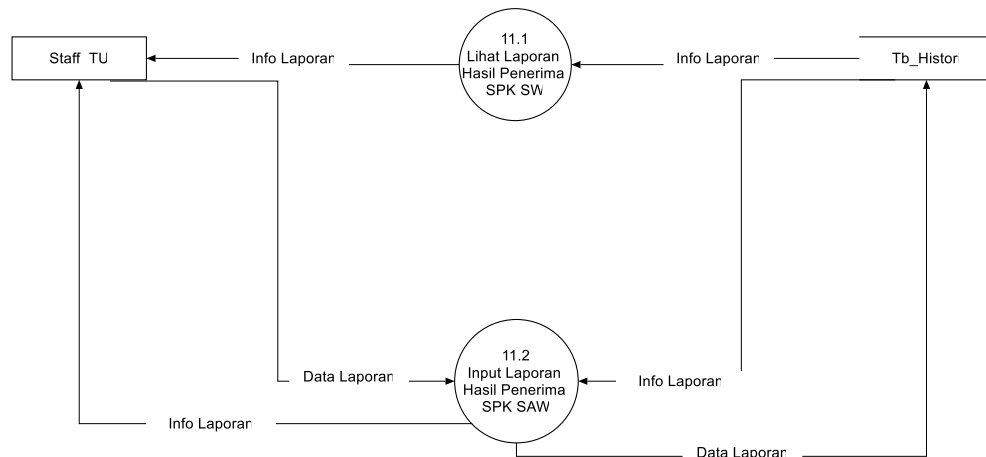 Staff TU
Info Laporan
11.1
Lihat Laporan
Hasil Penerima
SPK SW
Info Laporan
Tb_Histori
11.2
Input Laporan
Hasil Penerima
SPK SAW
Data Laporan
Info Laporan
Info Laporan
Data Laporan